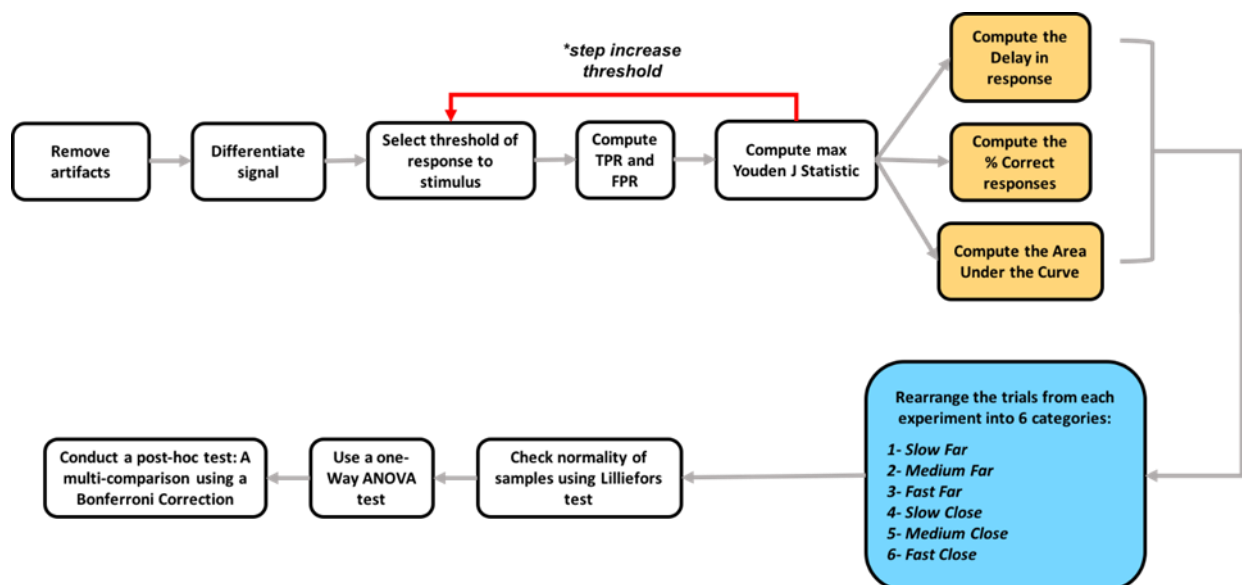 *step increase
threshold
Remove
artifacts
Differentiate
signal
Select threshold of
response to
stimulus
Compute
TPR and
FPR
Compute max
Youden J Statistic
Compute the
Delay in
response
Compute the
% Correct
responses
Compute the Area
Under the Curve
Rearrange the trials from each
experiment into 6 categories:
1- Slow Far
2- Medium Far
3- Fast Far
4- Slow Close
5- Medium Close
6- Fast Close
Check normality of
samples using Lilliefors
test
Use a one-
Way ANOVA
test
Conduct a post-hoc test: A
multi-comparison using a
Bonferroni Correction